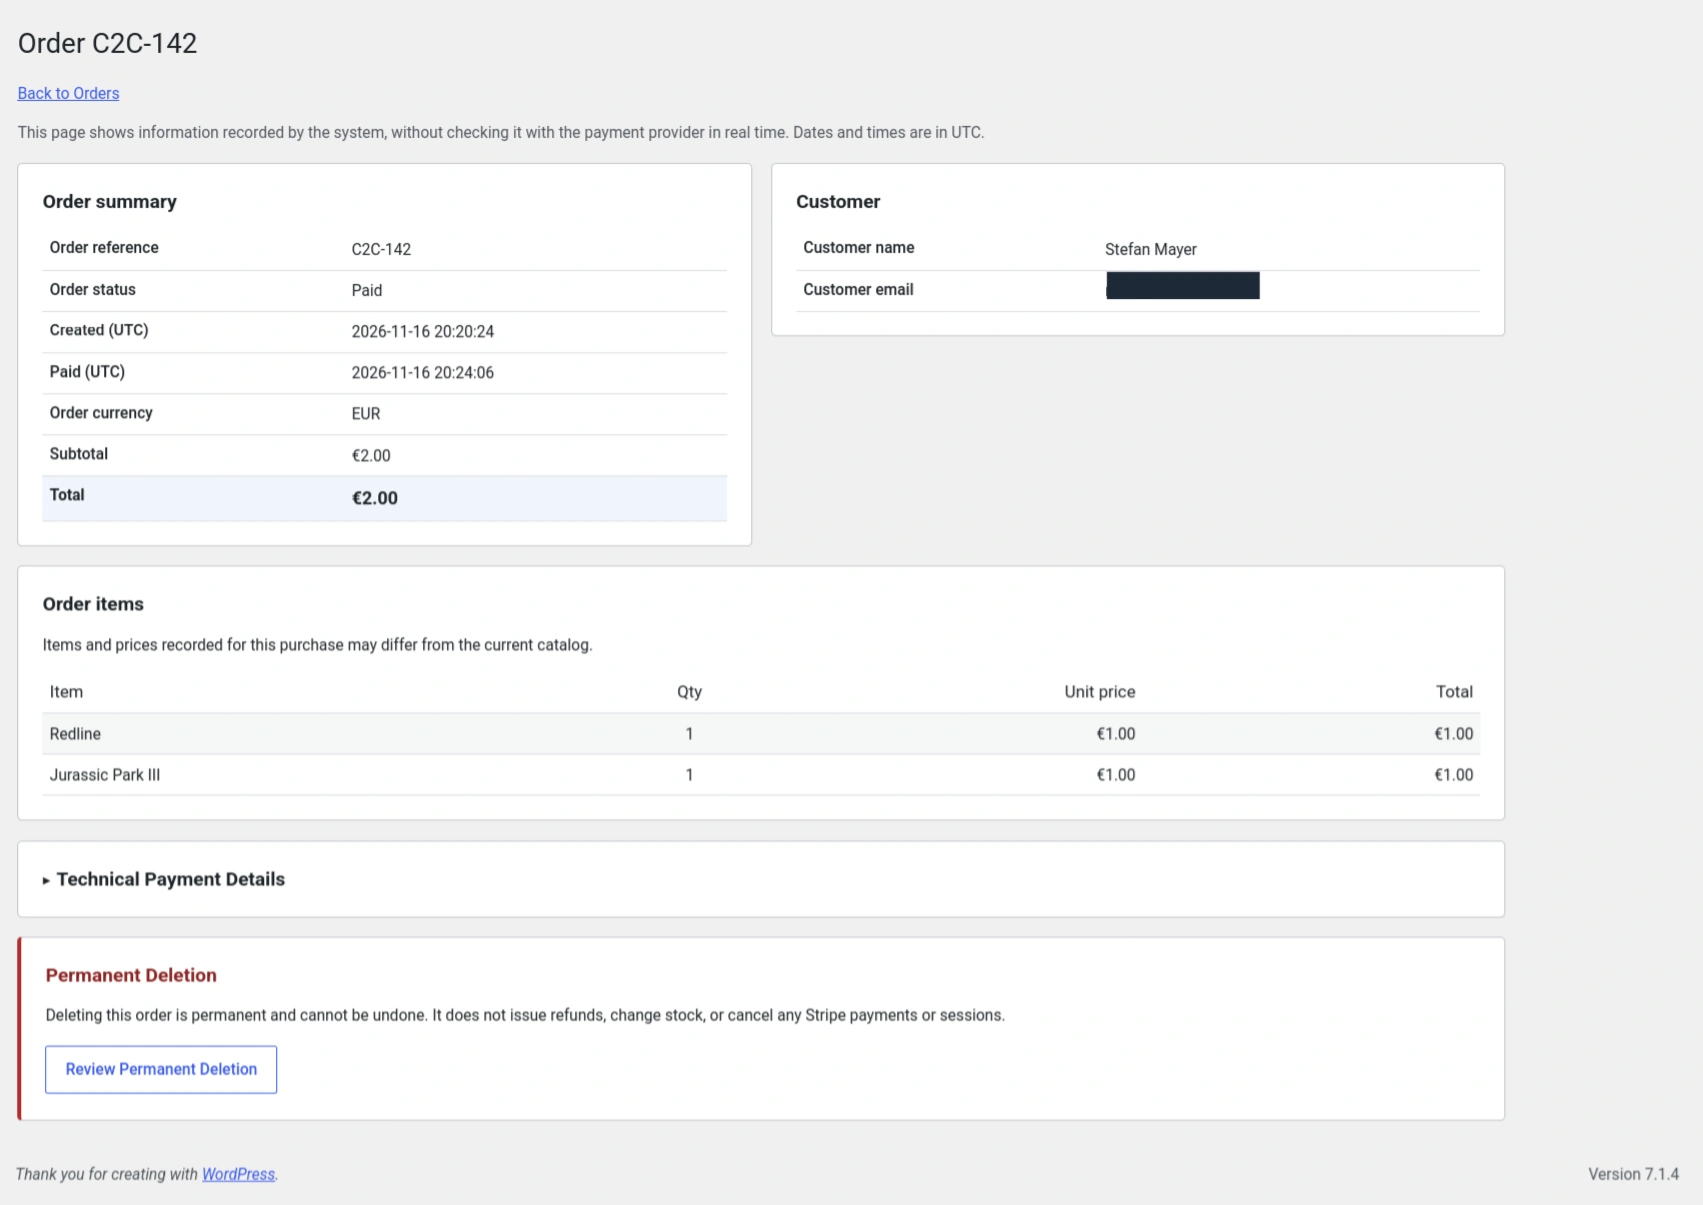 Order C2C-142
Back to Orders
This page shows information recorded by the system, without checking it with the payment provider in real time. Dates and times are in UTC.
Order summary
Order reference C2C-142
Order status Paid
Created (UTC) 2026-11-16 20:20:24
Paid (UTC) 2026-11-16 20:24:06
Order currency EUR
Subtotal €2.00
Total €2.00
Customer
Customer name Stefan Mayer
Customer email
Order items
Items and prices recorded for this purchase may differ from the current catalog.
Item Qty Unit price Total
Redline 1 €1.00 €1.00
Jurassic Park III 1 €1.00 €1.00
▸ Technical Payment Details
Permanent Deletion
Deleting this order is permanent and cannot be undone. It does not issue refunds, change stock, or cancel any Stripe payments or sessions.
Review Permanent Deletion
Thank you for creating with WordPress.
Version 7.1.4